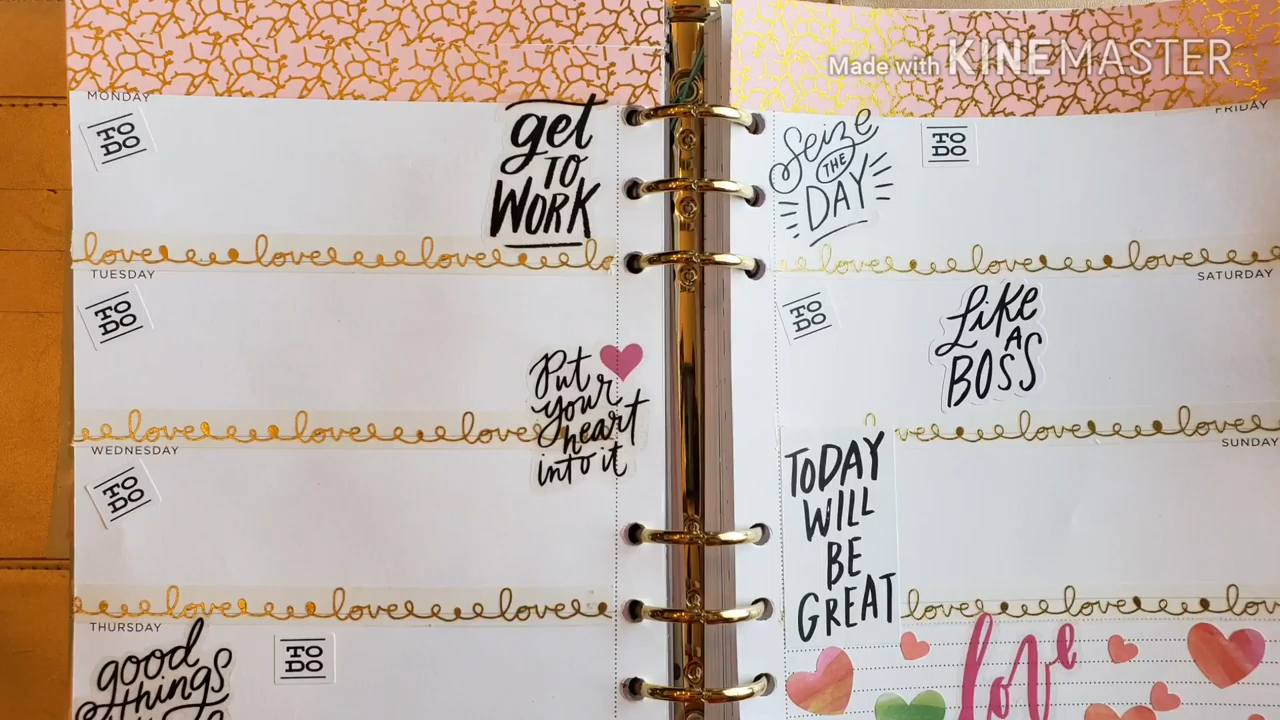 Made with KINEMASTER
MONDAY
TO
DO
get
TO
WORK
love love love lo
TUESDAY
TO
DO
Put
your
heart
into it
love love love
WEDNESDAY
TO
DO
love love love
THURSDAY
good
things
TO
DO
FRIDAY
Seize
THE
DAY
TO
DO
love love love
SATURDAY
TO
DO
Like
A
BOSS
love love
SUNDAY
TODAY
WILL
BE
GREAT
love love lov
love